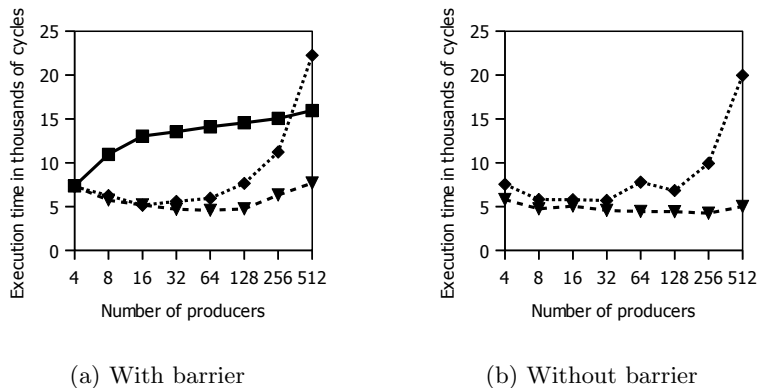 Execution time in thousands of cycles
25
20
15
10
5
0
4 8 16 32 64 128 256 512
Number of producers
(a) With barrier
Execution time in thousands of cycles
25
20
15
10
5
0
4 8 16 32 64 128 256 512
Number of producers
(b) Without barrier